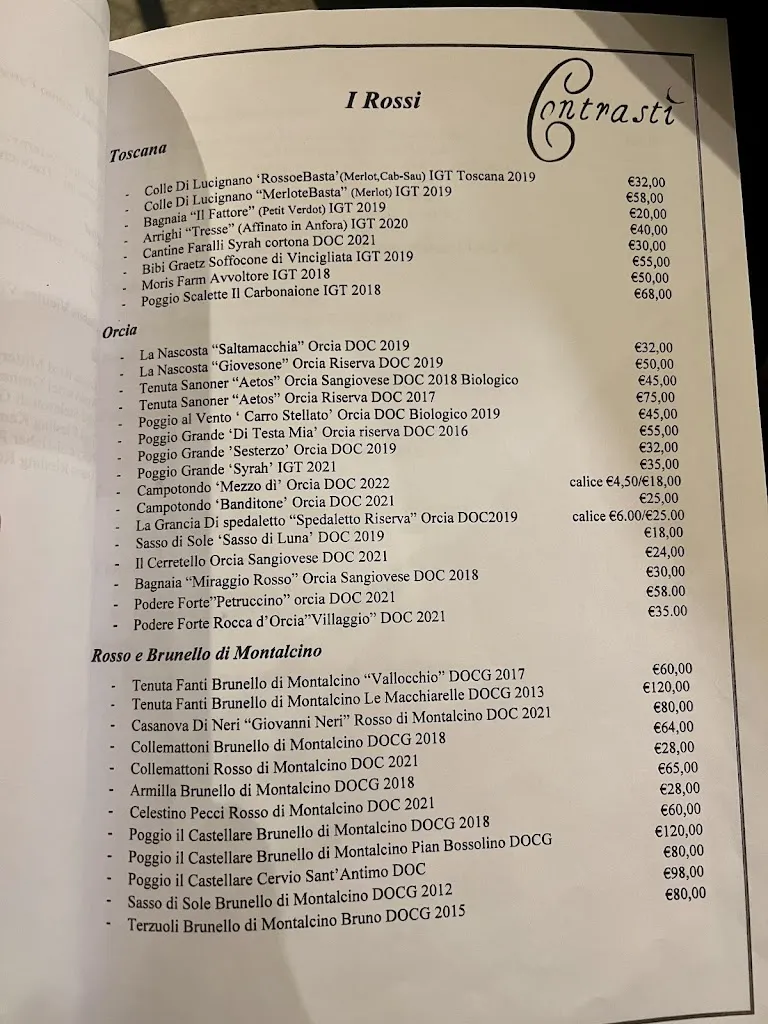 I Rossi
Contrasti
Toscana
- Colle Di Lucignano ‘RossoeBasta’(Merlot,Cab-Sau) IGT Toscana 2019 €32,00
- Colle Di Lucignano “MerloteBasta” (Merlot) IGT 2019 €58,00
- Bagnaia “Il Fattore” (Petit Verdot) IGT 2019 €20,00
- Arrighi “Tresse” (Affinato in Anfora) IGT 2020 €40,00
- Cantine Faralli Syrah cortona DOC 2021 €30,00
- Bibi Graetz Soffocone di Vincigliata IGT 2019 €55,00
- Moris Farm Avvoltore IGT 2018 €50,00
- Poggio Scalette Il Carbonaione IGT 2018 €68,00
Orcia
- La Nascosta “Saltamacchia” Orcia DOC 2019 €32,00
- La Nascosta “Giovesone” Orcia Riserva DOC 2019 €50,00
- Tenuta Sanoner “Aetos” Orcia Sangiovese DOC 2018 Biologico €45,00
- Tenuta Sanoner “Aetos” Orcia Riserva DOC 2017 €75,00
- Poggio al Vento ‘ Carro Stellato’ Orcia DOC Biologico 2019 €45,00
- Poggio Grande ‘Di Testa Mia’ Orcia riserva DOC 2016 €55,00
- Poggio Grande ‘Sesterzo’ Orcia DOC 2019 €32,00
- Poggio Grande ‘Syrah’ IGT 2021 €35,00
- Campotondo ‘Mezzo dì’ Orcia DOC 2022 calice €4,50/€18,00
- Campotondo ‘Banditone’ Orcia DOC 2021 €25,00
- La Grancia Di spedaletto “Spedaletto Riserva” Orcia DOC2019 calice €6.00/€25.00
- Sasso di Sole ‘Sasso di Luna’ DOC 2019 €18,00
- Il Cerretello Orcia Sangiovese DOC 2021 €24,00
- Bagnaia “Miraggio Rosso” Orcia Sangiovese DOC 2018 €30,00
- Podere Forte”Petruccino” orcia DOC 2021 €58.00
- Podere Forte Rocca d’Orcia”Villaggio” DOC 2021 €35.00
Rosso e Brunello di Montalcino
- Tenuta Fanti Brunello di Montalcino “Vallocchio” DOCG 2017 €60,00
- Tenuta Fanti Brunello di Montalcino Le Macchiarelle DOCG 2013 €120,00
- Casanova Di Neri “Giovanni Neri” Rosso di Montalcino DOC 2021 €80,00
- Collemattoni Brunello di Montalcino DOCG 2018 €64,00
- Collemattoni Rosso di Montalcino DOC 2021 €28,00
- Armilla Brunello di Montalcino DOCG 2018 €65,00
- Celestino Pecci Rosso di Montalcino DOC 2021 €28,00
- Poggio il Castellare Brunello di Montalcino DOCG 2018 €60,00
- Poggio il Castellare Brunello di Montalcino Pian Bossolino DOCG €120,00
- Poggio il Castellare Cervio Sant’Antimo DOC €80,00
- Sasso di Sole Brunello di Montalcino DOCG 2012 €98,00
- Terzuoli Brunello di Montalcino Bruno DOCG 2015 €80,00